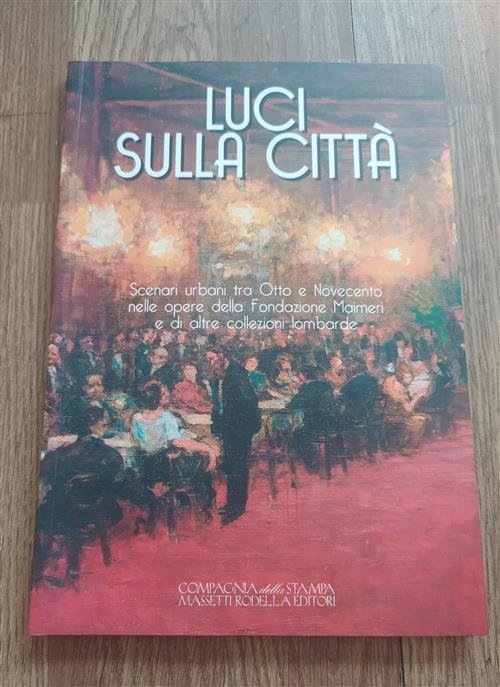 LUCI
SULLA CITTÀ
Scenari urbani tra Otto e Novecento
nelle opere della Fondazione Maimeri
e di altre collezioni lombarde
COMPAGNIA della STAMPA
MASSETTI RODELLA EDITORI